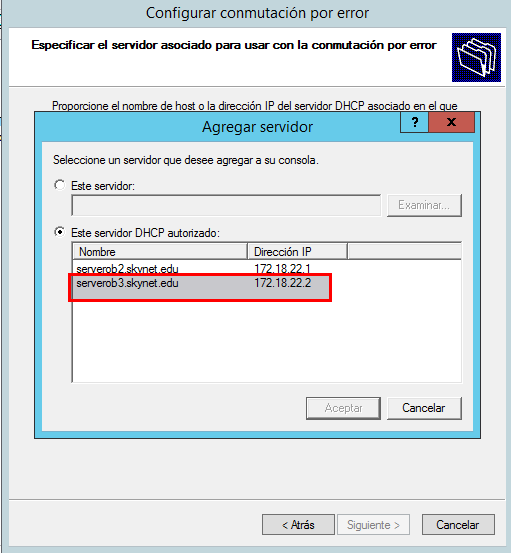 Configurar conmutación por error
Especificar el servidor asociado para usar con la conmutación por error
Proporcione el nombre de host o la dirección IP del servidor DHCP asociado en el que
Agregar servidor
?
x
Seleccione un servidor que desee agregar a su consola.
Este servidor:
Examinar...
Este servidor DHCP autorizado:
Nombre Dirección IP
serverob2.skynet.edu 172.18.22.1
serverob3.skynet.edu 172.18.22.2
Aceptar Cancelar
< Atrás Siguiente > Cancelar